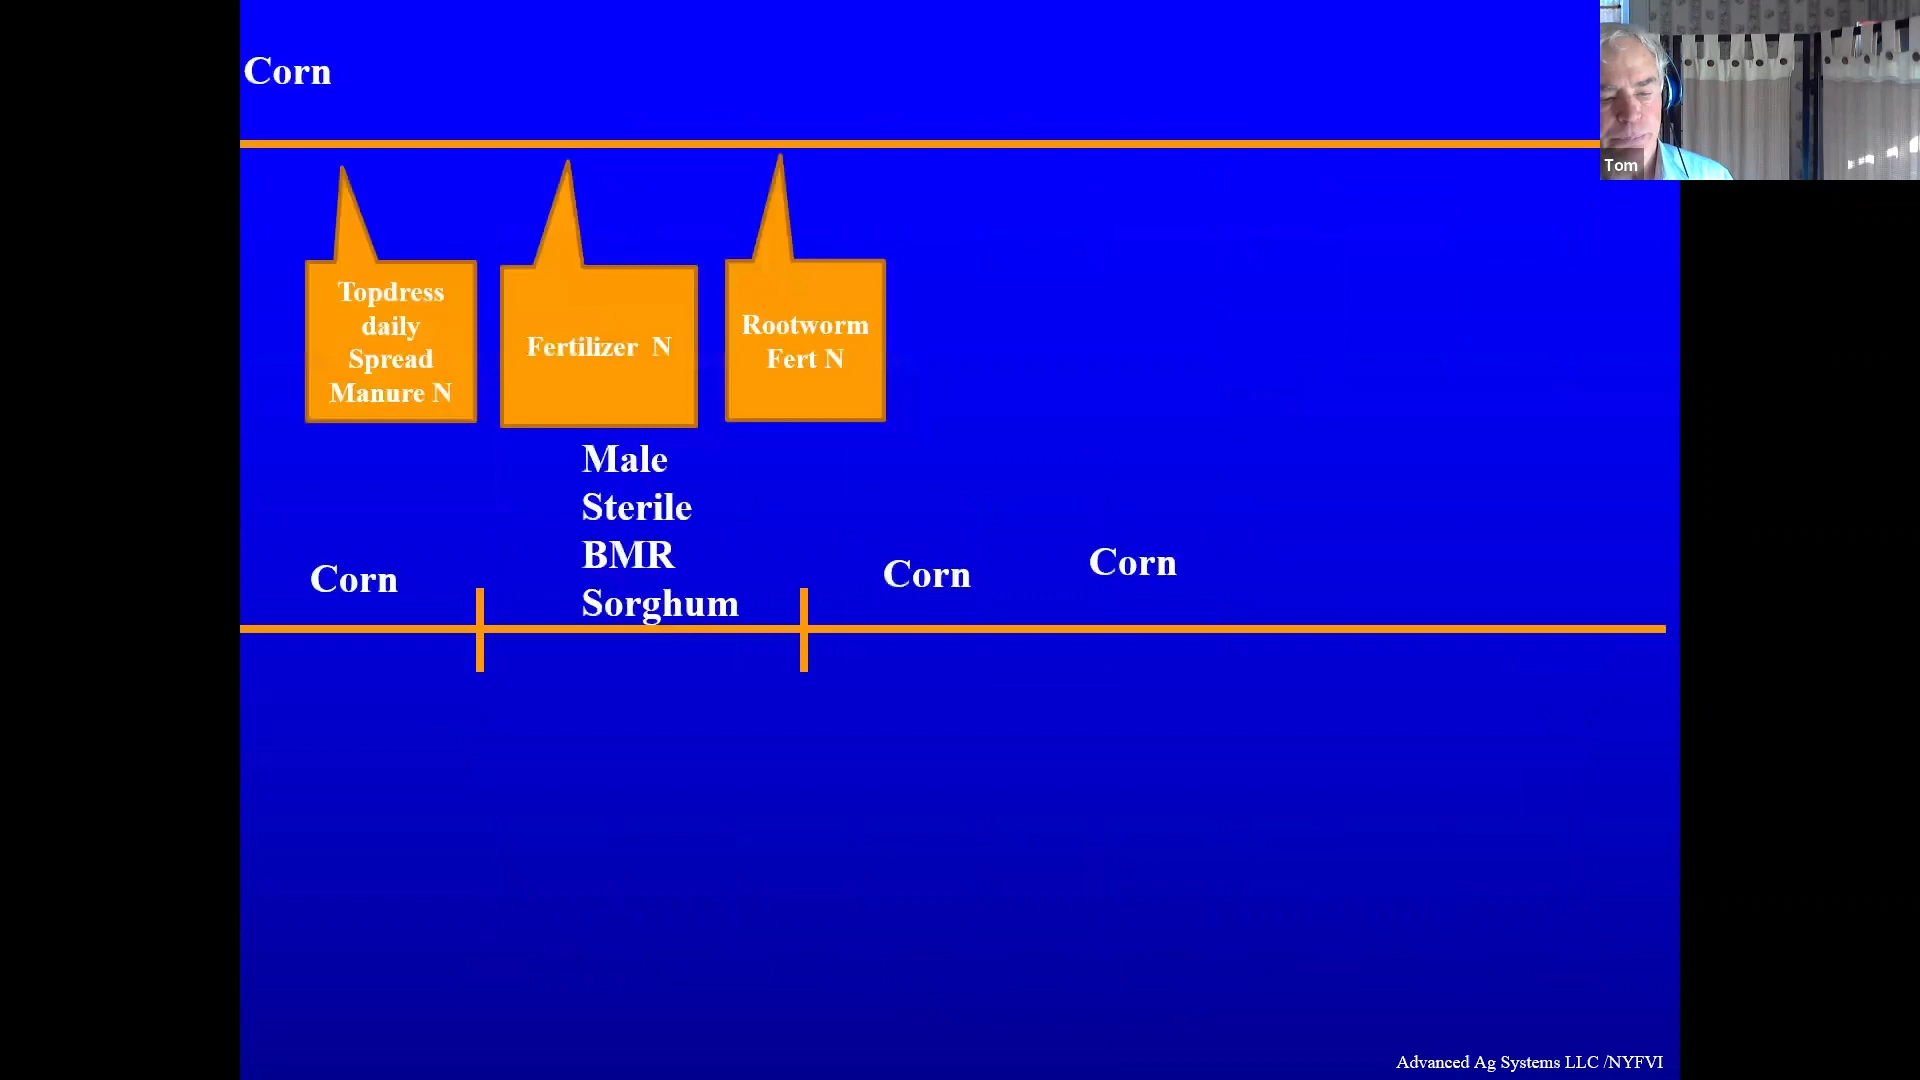 Corn
Tom
Topdress
daily
Spread
Manure N
Fertilizer N
Rootworm
Fert N
Male
Sterile
BMR
Sorghum
Corn
Corn
Corn
Advanced Ag Systems LLC /NYFVI